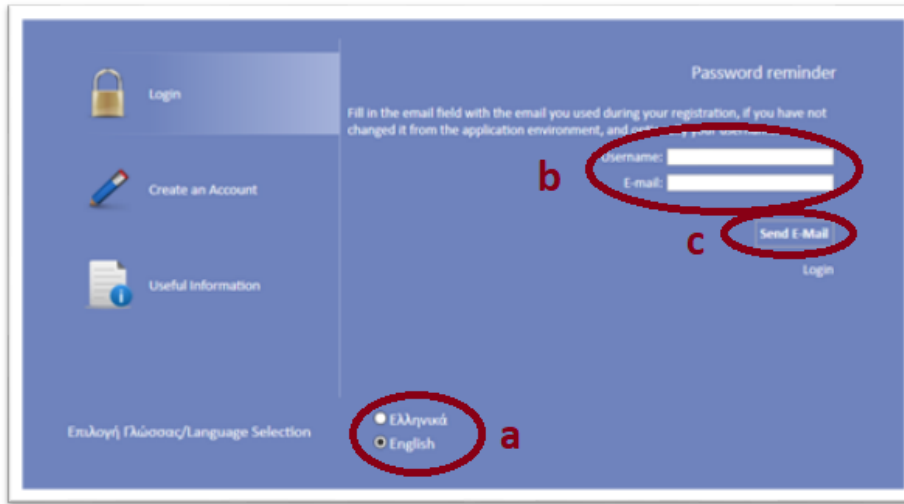 Login
Create an Account
Useful Information
Password reminder
Fill in the email field with the email you used during your registration, if you have not
changed it from the application environment, and your
Username:
E-mail:
b
Send E-Mail
c
Login
Επιλογή Γλώσσας/Language Selection
Ελληνικά
English
a